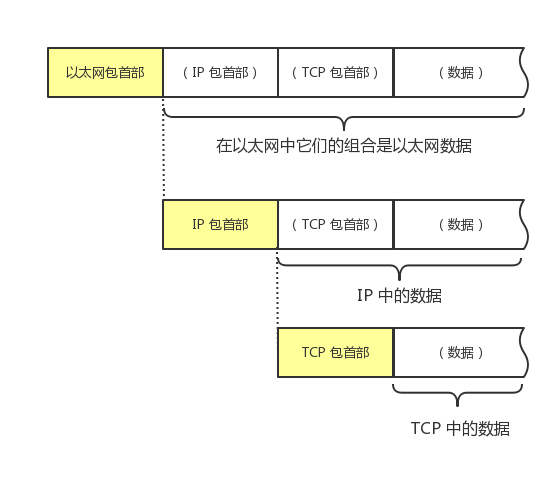 以太网包首部 （ IP 包首部 ） （ TCP 包首部 ） （ 数据 ）
在以太网中它们的组合是以太网数据
IP 包首部 （ TCP 包首部 ） （ 数据 ）
IP 中的数据
TCP 包首部 （ 数据 ）
TCP 中的数据